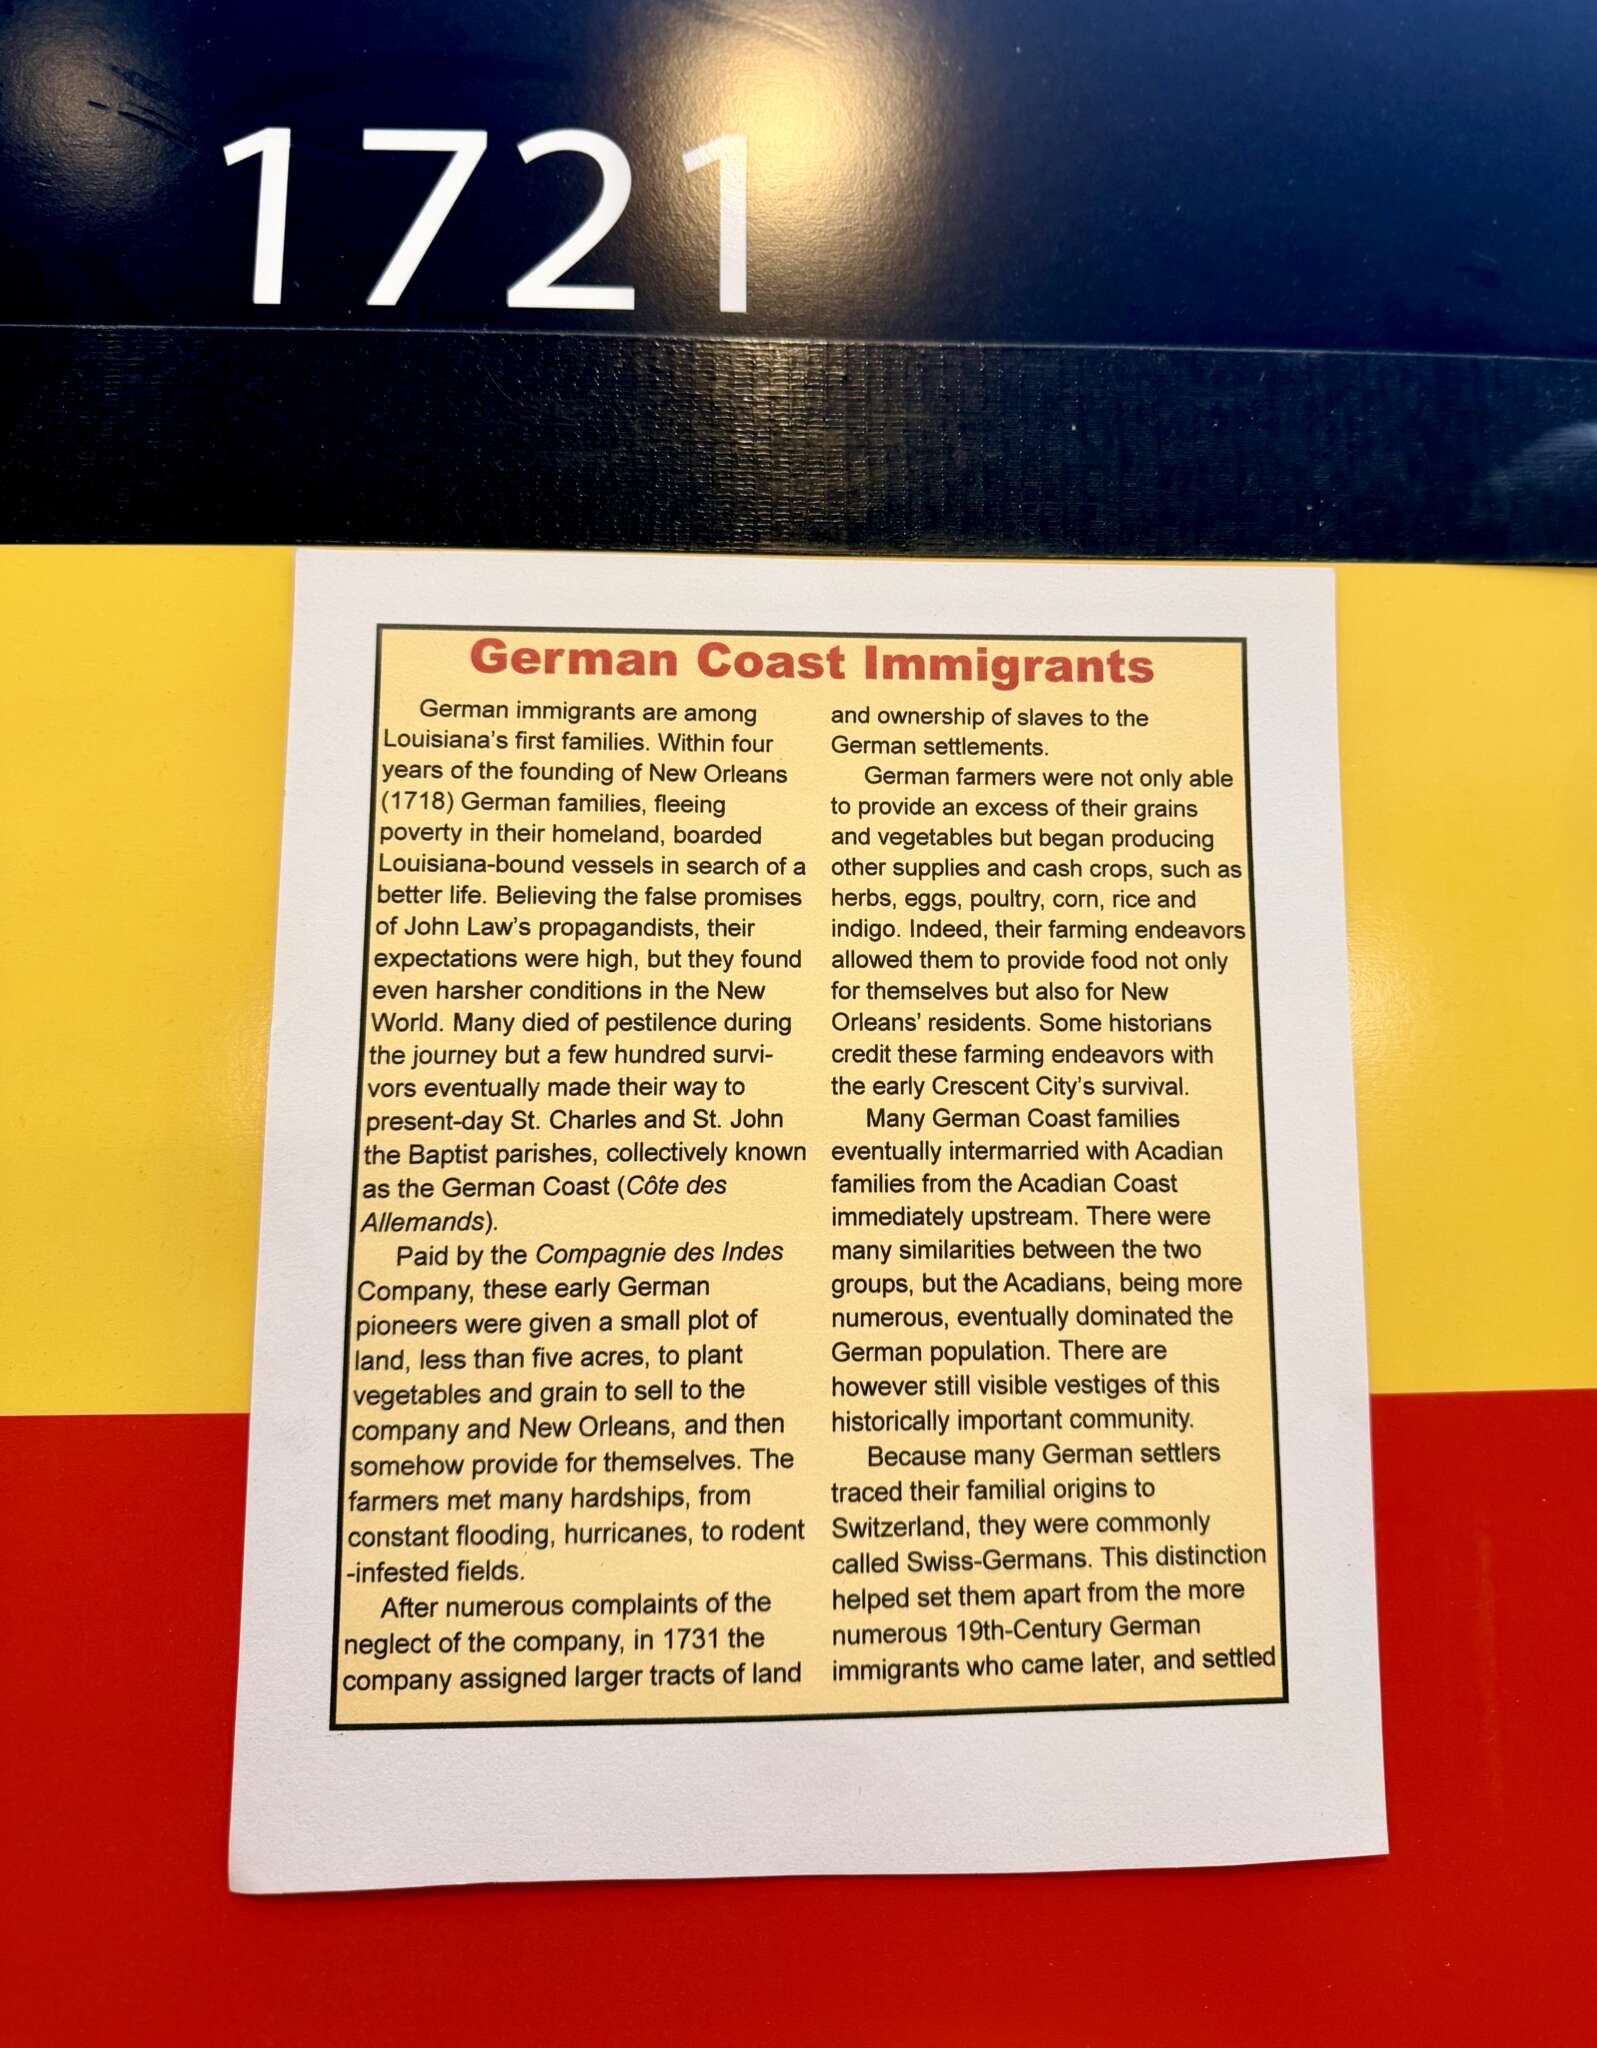 1721
German Coast Immigrants
German immigrants are among
Louisiana's first families. Within four
years of the founding of New Orleans
(1718) German families, fleeing
poverty in their homeland, boarded
Louisiana-bound vessels in search of a
better life. Believing the false promises
of John Law's propagandists, their
expectations were high, but they found
even harsher conditions in the New
World. Many died of pestilence during
the journey but a few hundred survi-
vors eventually made their way to
present-day St. Charles and St. John
the Baptist parishes, collectively known
as the German Coast (Côte des
Allemands).
Paid by the Compagnie des Indes
Company, these early German
pioneers were given a small plot of
land, less than five acres, to plant
vegetables and grain to sell to the
company and New Orleans, and then
somehow provide for themselves. The
farmers met many hardships, from
constant flooding, hurricanes, to rodent
-infested fields.
After numerous complaints of the
neglect of the company, in 1731 the
company assigned larger tracts of land
and ownership of slaves to the
German settlements.
German farmers were not only able
to provide an excess of their grains
and vegetables but began producing
other supplies and cash crops, such as
herbs, eggs, poultry, corn, rice and
indigo. Indeed, their farming endeavors
allowed them to provide food not only
for themselves but also for New
Orleans' residents. Some historians
credit these farming endeavors with
the early Crescent City's survival.
Many German Coast families
eventually intermarried with Acadian
families from the Acadian Coast
immediately upstream. There were
many similarities between the two
groups, but the Acadians, being more
numerous, eventually dominated the
German population. There are
however still visible vestiges of this
historically important community.
Because many German settlers
traced their familial origins to
Switzerland, they were commonly
called Swiss-Germans. This distinction
helped set them apart from the more
numerous 19th-Century German
immigrants who came later, and settled